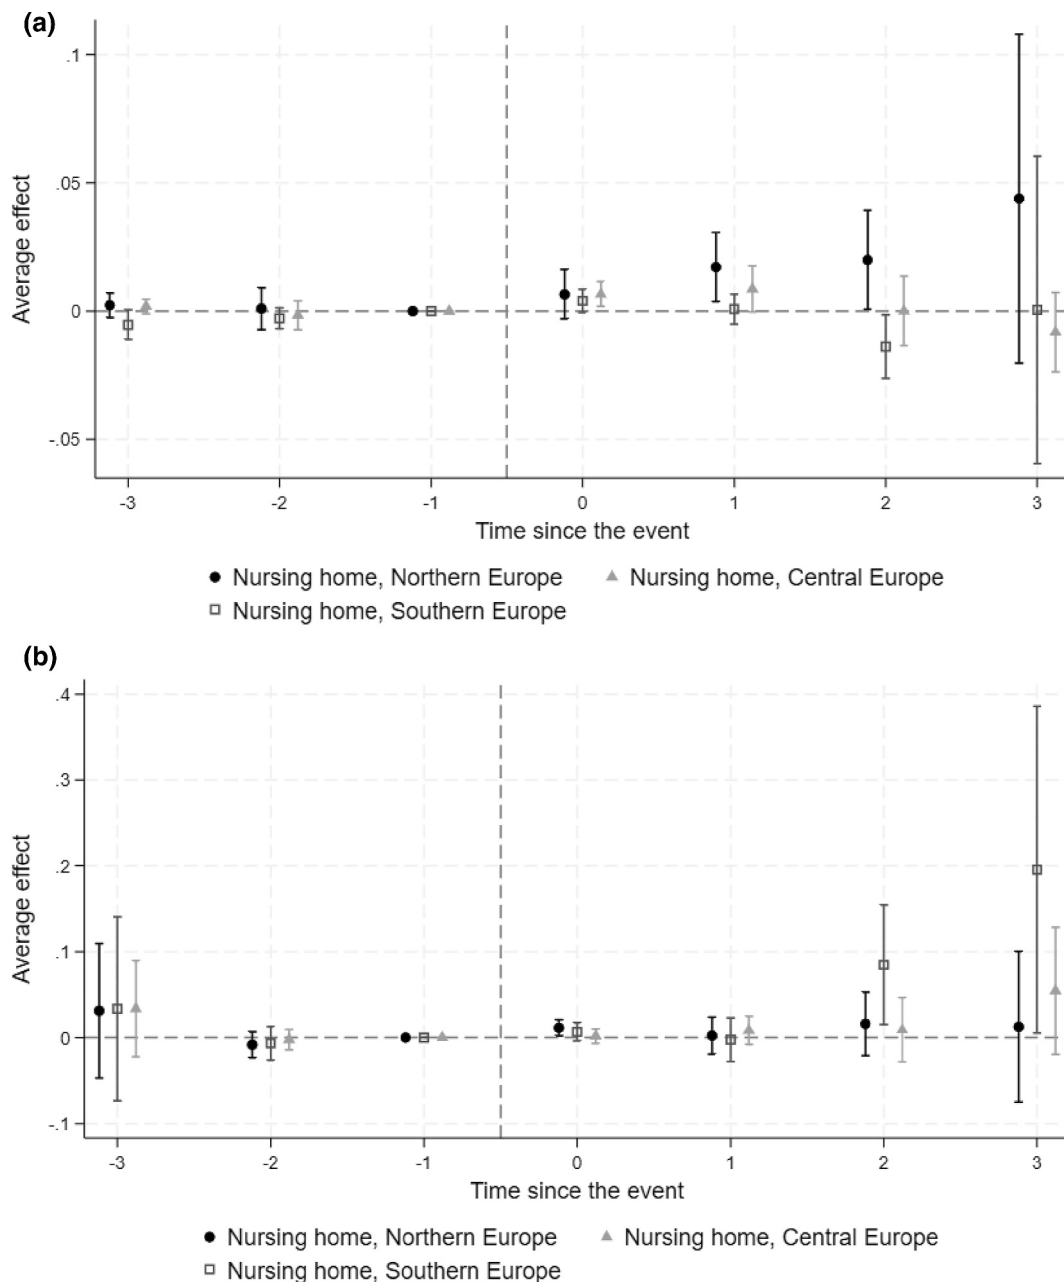 (a)
.1
.05
0
-.05
Average effect
-3 -2 -1 0 1 2 3
Time since the event
Nursing home, Northern Europe Nursing home, Central Europe
Nursing home, Southern Europe
(b)
.4
.3
.2
.1
0
-.1
Average effect
-3 -2 -1 0 1 2 3
Time since the event
Nursing home, Northern Europe Nursing home, Central Europe
Nursing home, Southern Europe